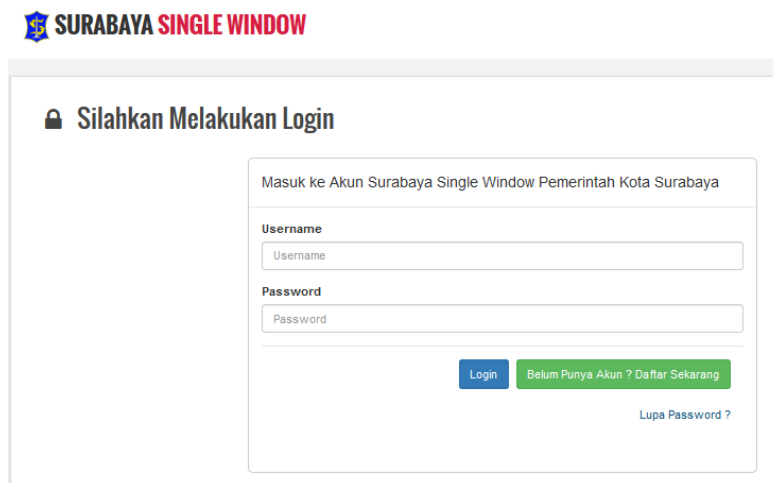 SURABAYA SINGLE WINDOW
Silahkan Melakukan Login
Masuk ke Akun Surabaya Single Window Pemerintah Kota Surabaya
Username
Username
Password
Password
Login Belum Punya Akun ? Daftar Sekarang
Lupa Password ?